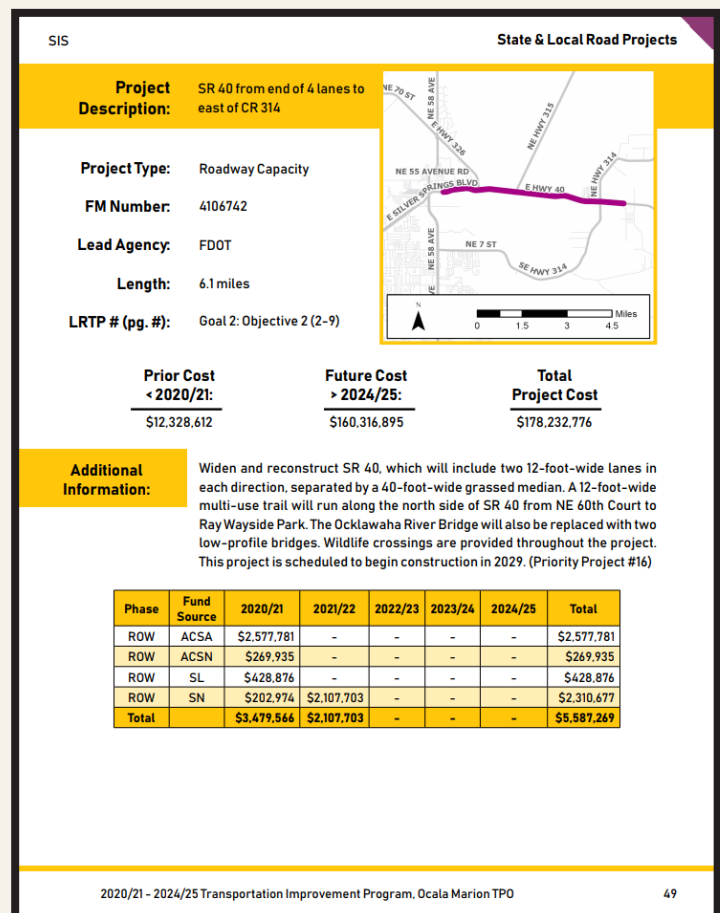 SIS
State & Local Road Projects
Project
Description:
SR 40 from end of 4 lanes to
east of CR 314
Project Type: Roadway Capacity
FM Number: 4106742
Lead Agency: FDOT
Length: 6.1 miles
LRTP # (pg. #): Goal 2: Objective 2 (2-9)
NE 70 ST
NE 58 AVE
E HWY 326
NE HWY 315
NE 55 AVENUE RD
E SILVER SPRINGS BLVD
E HWY 40
NE HWY 314
NE 58 AVE
NE 7 ST
SE HWY 314
VE
N
Miles
0 1.5 3 4.5
Prior Cost
< 2020/21:
$12,328,612
Future Cost
> 2024/25:
$160,316,895
Total
Project Cost
$178,232,776
Additional
Information:
Widen and reconstruct SR 40, which will include two 12-foot-wide lanes in
each direction, separated by a 40-foot-wide grassed median. A 12-foot-wide
multi-use trail will run along the north side of SR 40 from NE 60th Court to
Ray Wayside Park. The Ocklawaha River Bridge will also be replaced with two
low-profile bridges. Wildlife crossings are provided throughout the project.
This project is scheduled to begin construction in 2029. (Priority Project #16)
Phase Fund Source 2020/21 2021/22 2022/23 2023/24 2024/25 Total
ROW ACSA $2,577,781 - - - - $2,577,781
ROW ACSN $269,935 - - - - $269,935
ROW SL $428,876 - - - - $428,876
ROW SN $202,974 $2,107,703 - - - $2,310,677
Total $3,479,566 $2,107,703 - - - $5,587,269
2020/21 - 2024/25 Transportation Improvement Program, Ocala Marion TPO
49